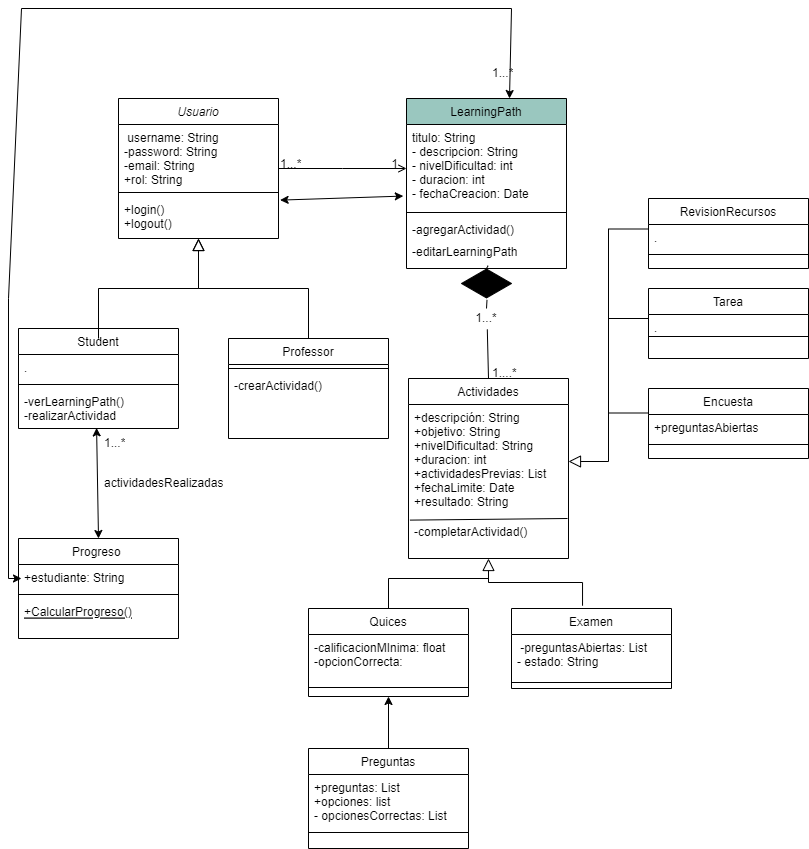 1...*
Usuario
username: String
-password: String
-email: String
+rol: String
+login()
+logout()
1...*
1
LearningPath
titulo: String
- descripcion: String
- nivelDificultad: int
- duracion: int
- fechaCreacion: Date
-agregarActividad()
-editarLearningPath
RevisionRecursos
.
Tarea
.
Encuesta
+preguntasAbiertas
1...*
Student
.
-verLearningPath()
-realizarActividad
Professor
-crearActividad()
1....*
Actividades
+descripción: String
+objetivo: String
+nivelDificultad: String
+duracion: int
+actividadesPrevias: List
+fechaLimite: Date
+resultado: String
-completarActividad()
1...*
actividadesRealizadas
Progreso
+estudiante: String
+CalcularProgreso()
Quices
-calificacionMInima: float
-opcionCorrecta:
Examen
-preguntasAbiertas: List
- estado: String
Preguntas
+preguntas: List
+opciones: list
- opcionesCorrectas: List